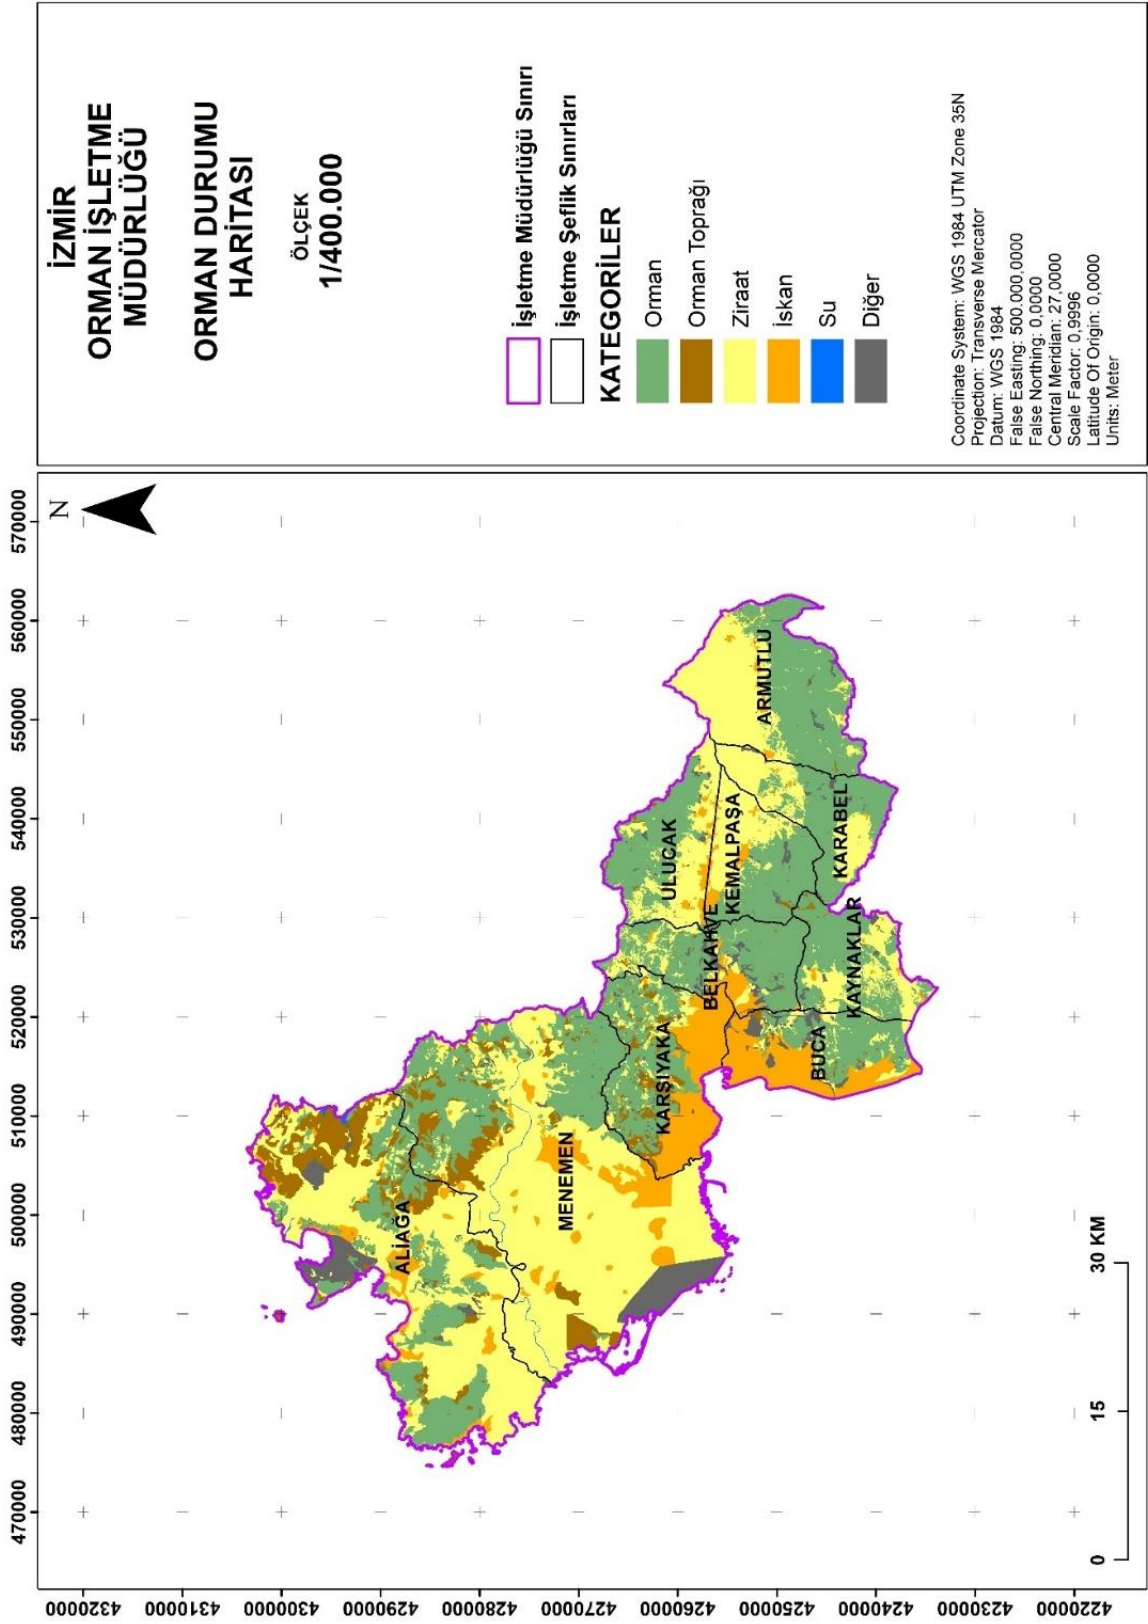 İZMİR
ORMAN İŞLETME
MÜDÜRLÜĞÜ
ORMAN DURUMU
HARİTASI
ÖLÇEK
1/400.000
İşletme Müdürlüğü Sınırı
İşletme Şeflik Sınırları
KATEGORİLER
Orman
Orman Toprağı
Ziraat
İskan
Su
Diğer
Coordinate System: WGS 1984 UTM Zone 35N
Projection: Transverse Mercator
Datum: WGS 1984
False Easting: 500.000,0000
False Northing: 0,0000
Central Meridian: 27,0000
Scale Factor: 0,9996
Latitude Of Origin: 0,0000
Units: Meter
470000 480000 490000 500000 510000 520000 530000 540000 550000 560000 570000
N
4320000
4310000
4300000
4290000
4280000
4270000
4260000
4250000
4240000
4230000
4220000
ALİAĞA
MENEMEN
KARŞIYAKA
ULUCAK
BELKAHVE
KEMALPAŞA
ARMUTLU
BUCA
KAYNAKLAR
KARABEL
0 15 30 KM